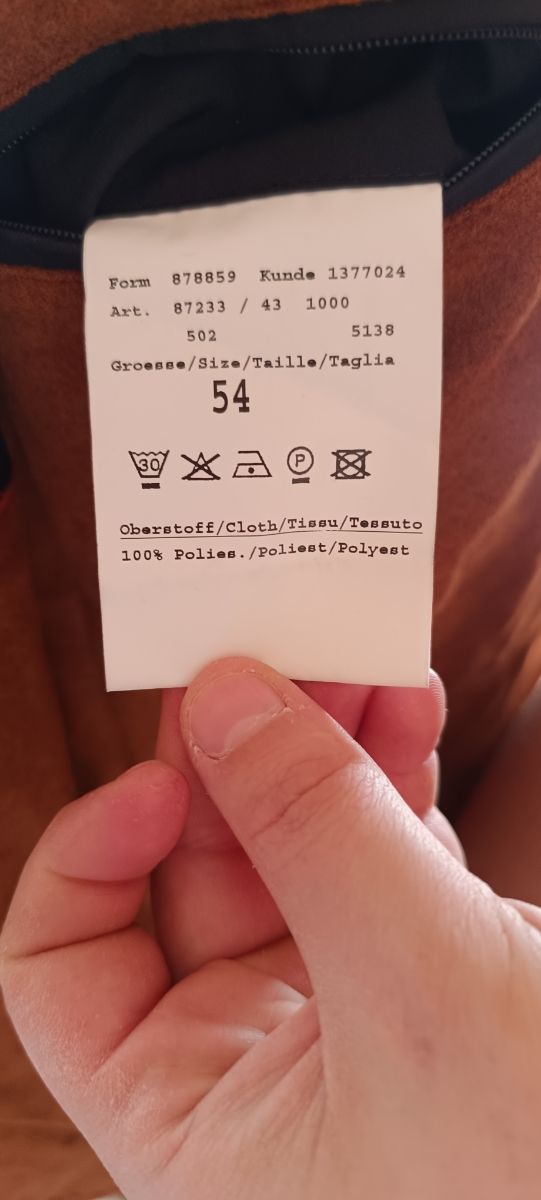 Form 878859 Kunde 1377024
Art. 87233 / 43 1000
502 5138
Groesse/Size/Taille/Taglia
54
30 P
Oberstoff/Cloth/Tissu/Tessuto
100% Polies./Poliest/Polyest